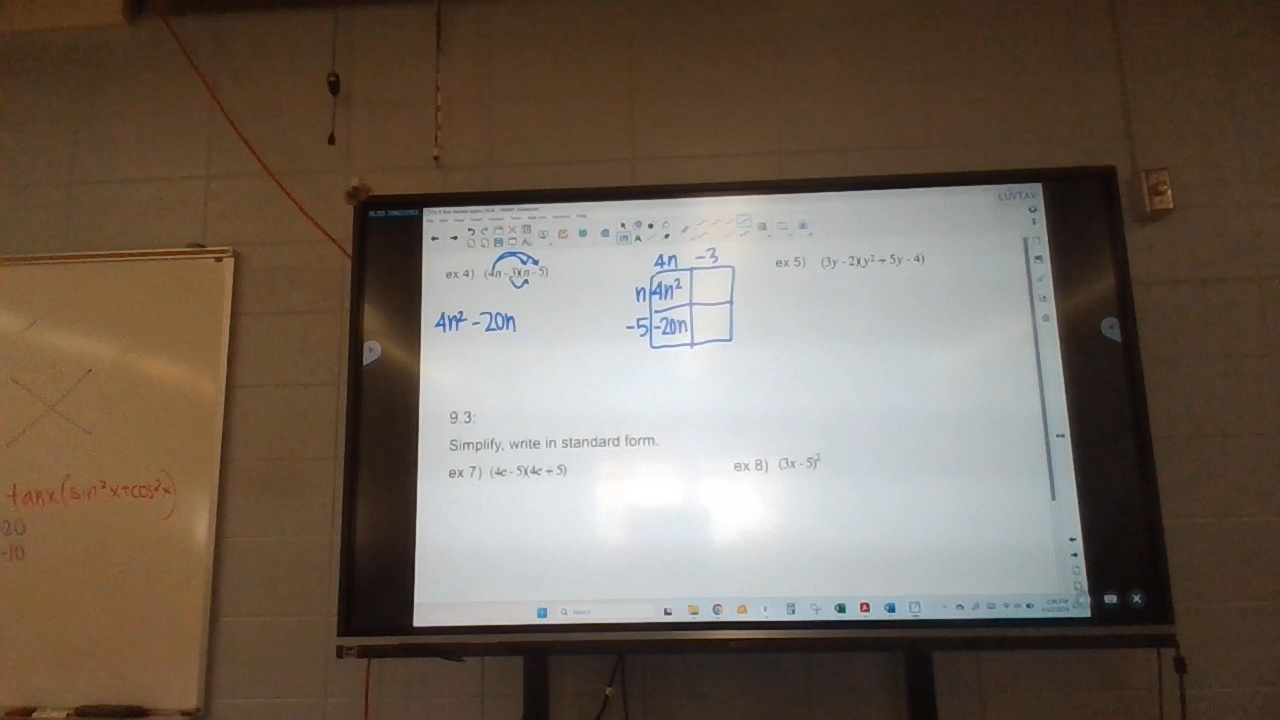 LUVTAV
ex 4) (4n - 3)(n - 5)
4n² -20n
4n -3
n 4n²
-5 -20n
ex 5) (3y - 2)(y² + 5y - 4)
9.3:
Simplify, write in standard form.
ex 7) (4c - 5)(4c + 5)
ex 8) (3x - 5)²
Search
tanx(sin²x+cos²x)
-20
-10